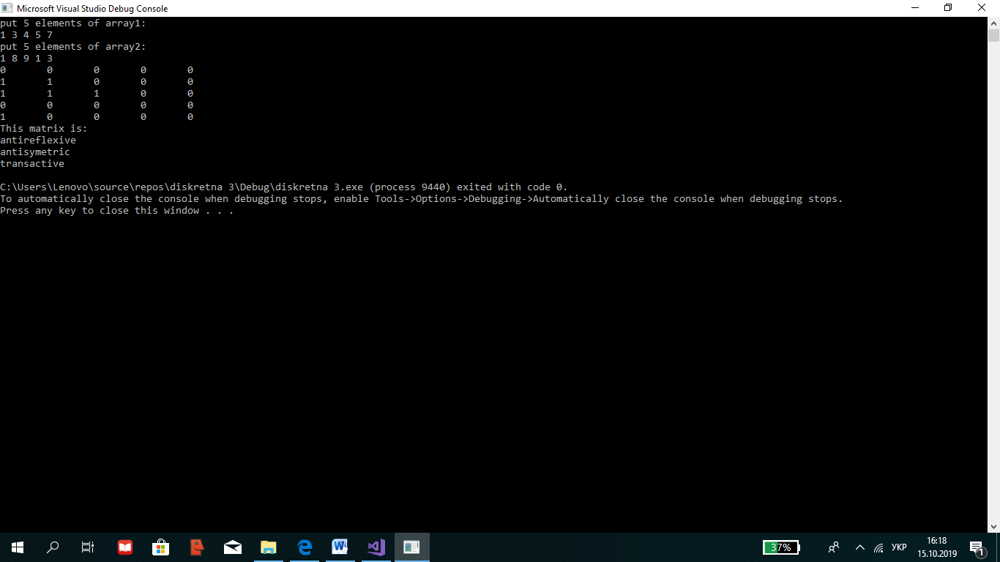 Microsoft Visual Studio Debug Console
put 5 elements of array1:
1 3 4 5 7
put 5 elements of array2:
1 8 9 1 3
0 0 0 0 0
1 1 0 0 0
1 1 1 0 0
0 0 0 0 0
1 0 0 0 0
This matrix is:
antireflexive
antisymetric
transactive
C:\Users\Lenovo\source\repos\diskretna 3\Debug\diskretna 3.exe (process 9440) exited with code 0.
To automatically close the console when debugging stops, enable Tools->Options->Debugging->Automatically close the console when debugging stops.
Press any key to close this window . . .
37%
УКР
16:18
15.10.2019
1